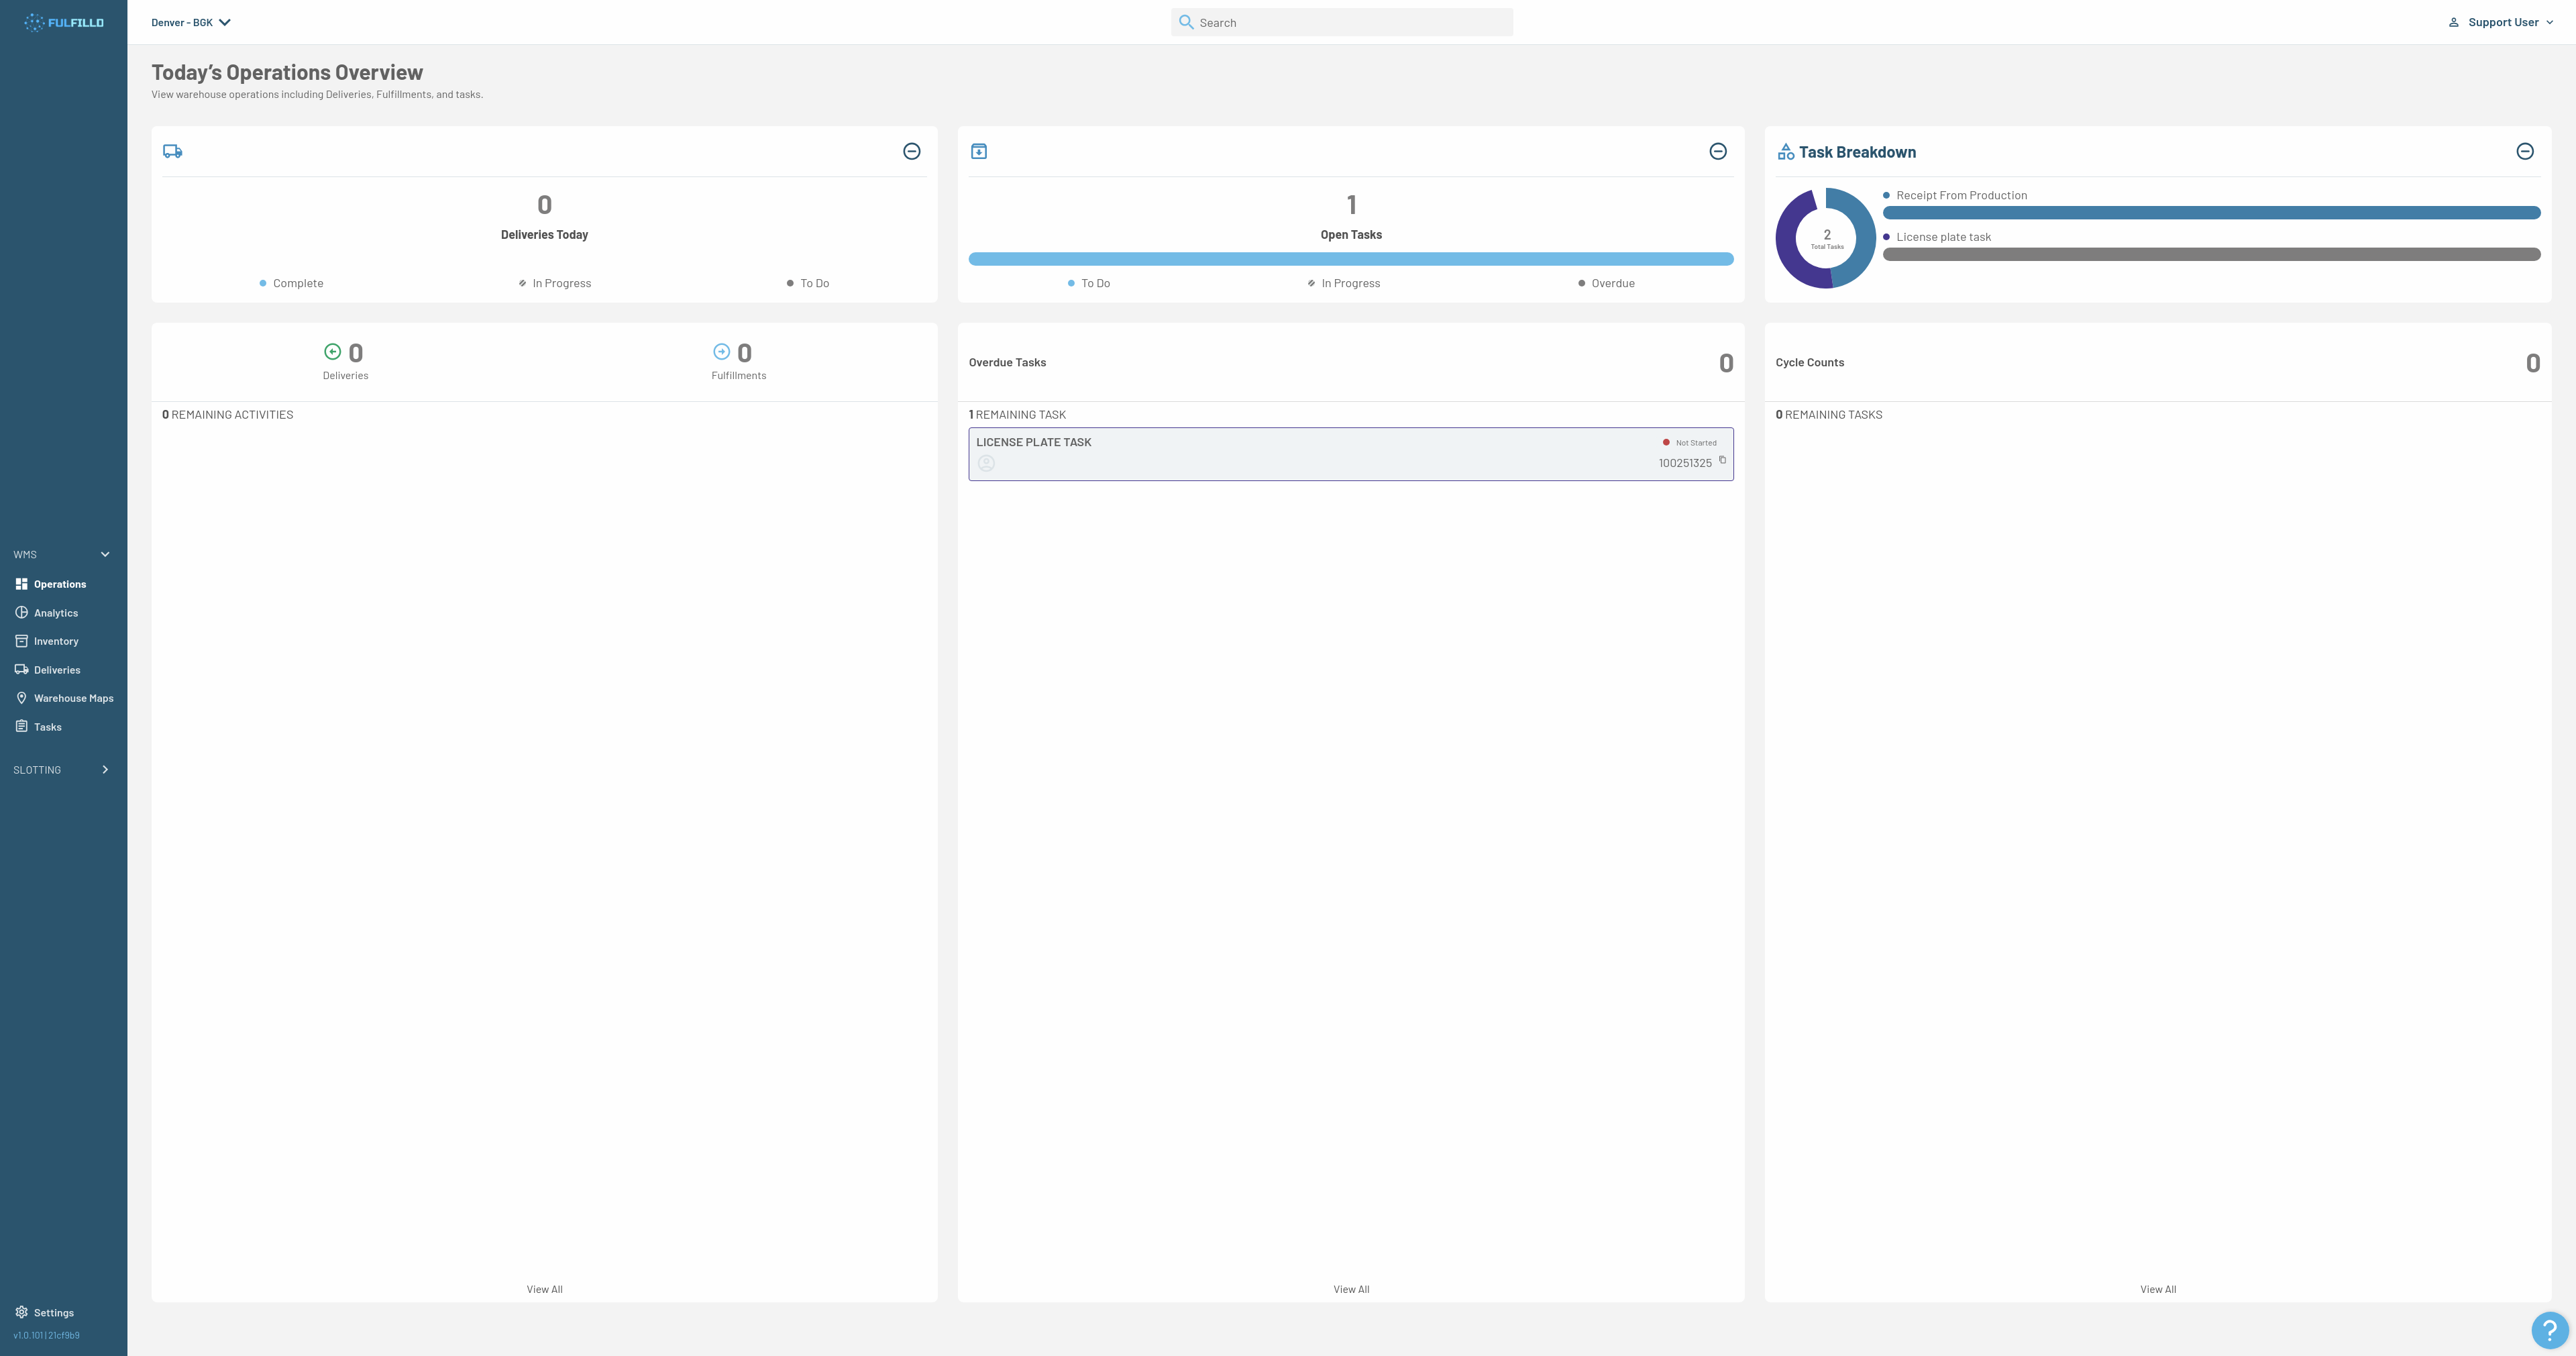 FULFILLD
Denver - BGK
Search
Support User
Today's Operations Overview
View warehouse operations including Deliveries, Fulfillments, and tasks.
0
Deliveries Today
Complete
In Progress
To Do
1
Open Tasks
To Do
In Progress
Overdue
Task Breakdown
2
Total Tasks
Receipt From Production
License plate task
0
Deliveries
0
Fulfillments
0 REMAINING ACTIVITIES
View All
Overdue Tasks
0
1 REMAINING TASK
LICENSE PLATE TASK
Not Started
100251325
View All
Cycle Counts
0
0 REMAINING TASKS
View All
WMS
Operations
Analytics
Inventory
Deliveries
Warehouse Maps
Tasks
SLOTTING
Settings
v1.0.101 | 21cf9b9
?